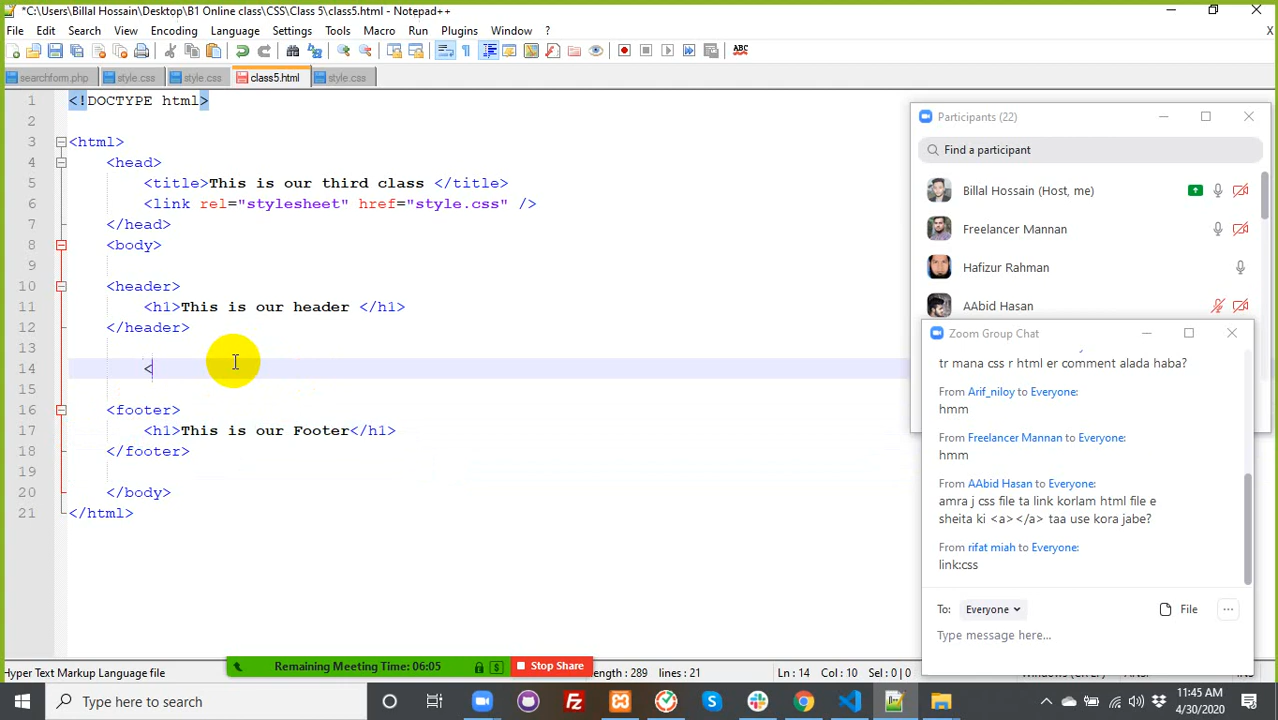 *C:\Users\Billal Hossain\Desktop\B1 Online class\CSS\Class 5\class5.html - Notepad++
File Edit Search View Encoding Language Settings Tools Macro Run Plugins Window ? X
searchform.php style.css style.css class5.html style.css
1 <!DOCTYPE html>
2
3 <html>
4 <head>
5 <title>This is our third class </title>
6 <link rel="stylesheet" href="style.css" />
7 </head>
8 <body>
9
10 <header>
11 <h1>This is our header </h1>
12 </header>
13
14 <
15
16 <footer>
17 <h1>This is our Footer</h1>
18 </footer>
19
20 </body>
21 </html>
Participants (22)
Find a participant
Billal Hossain (Host, me)
Freelancer Mannan
Hafizur Rahman
AAbid Hasan
Zoom Group Chat
tr mana css r html er comment alada haba?
From Arif_niloy to Everyone:
hmm
From Freelancer Mannan to Everyone:
hmm
From AAbid Hasan to Everyone:
amra j css file ta link korlam html file e
sheita ki <a></a> taa use kora jabe?
From rifat miah to Everyone:
link:css
To: Everyone File ...
Type message here...
Remaining Meeting Time: 06:05 Stop Share
Hyper Text Markup Language file length : 289 lines : 21 Ln : 14 Col : 10 Sel : 0 | 0
Type here to search
11:45 AM
4/30/2020